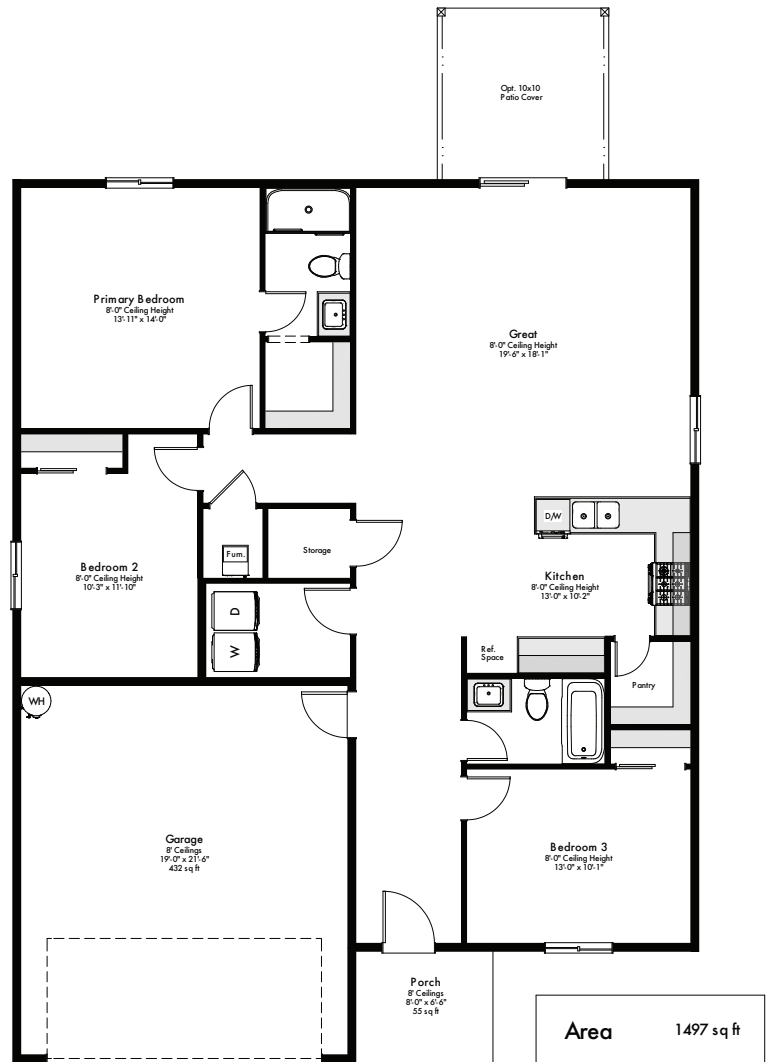 Opt. 10x10
Patio Cover
Primary Bedroom
8'-0" Ceiling Height
13'-11" x 14'-0"
Great
8'-0" Ceiling Height
19'-6" x 18'-1"
D/W
Storage
Furn.
Bedroom 2
8'-0" Ceiling Height
10'-3" x 11'-10"
Kitchen
8'-0" Ceiling Height
13'-0" x 10'-2"
D
W
Ref.
Space
Pantry
WH
Garage
8' Ceilings
19'-0" x 21'-6"
432 sq ft
Bedroom 3
8'-0" Ceiling Height
13'-0" x 10'-1"
Porch
8' Ceilings
8'-0" x 6'-6"
55 sq ft
Area 1497 sq ft